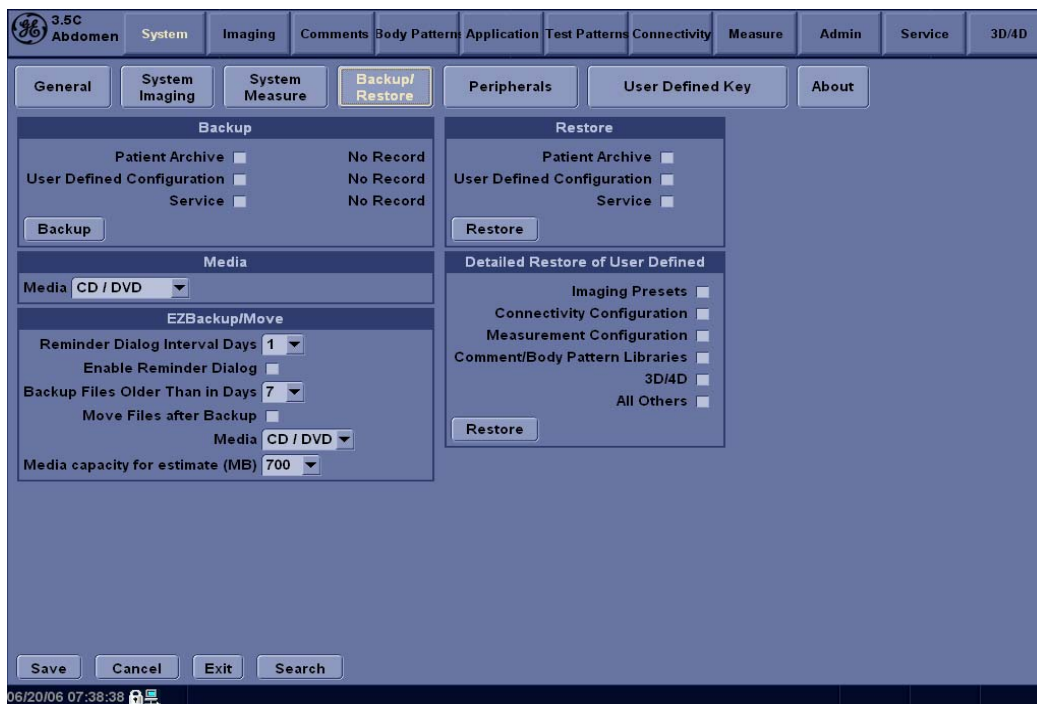 GE 3.5C
Abdomen
System
Imaging
Comments
Body Patterns
Application
Test Patterns
Connectivity
Measure
Admin
Service
3D/4D
General
System
Imaging
System
Measure
Backup/
Restore
Peripherals
User Defined Key
About
Backup
Patient Archive No Record
User Defined Configuration No Record
Service No Record
Backup
Media
Media CD / DVD
EZBackup/Move
Reminder Dialog Interval Days 1
Enable Reminder Dialog
Backup Files Older Than in Days 7
Move Files after Backup
Media CD / DVD
Media capacity for estimate (MB) 700
Restore
Patient Archive
User Defined Configuration
Service
Restore
Detailed Restore of User Defined
Imaging Presets
Connectivity Configuration
Measurement Configuration
Comment/Body Pattern Libraries
3D/4D
All Others
Restore
Save
Cancel
Exit
Search
06/20/06 07:38:38